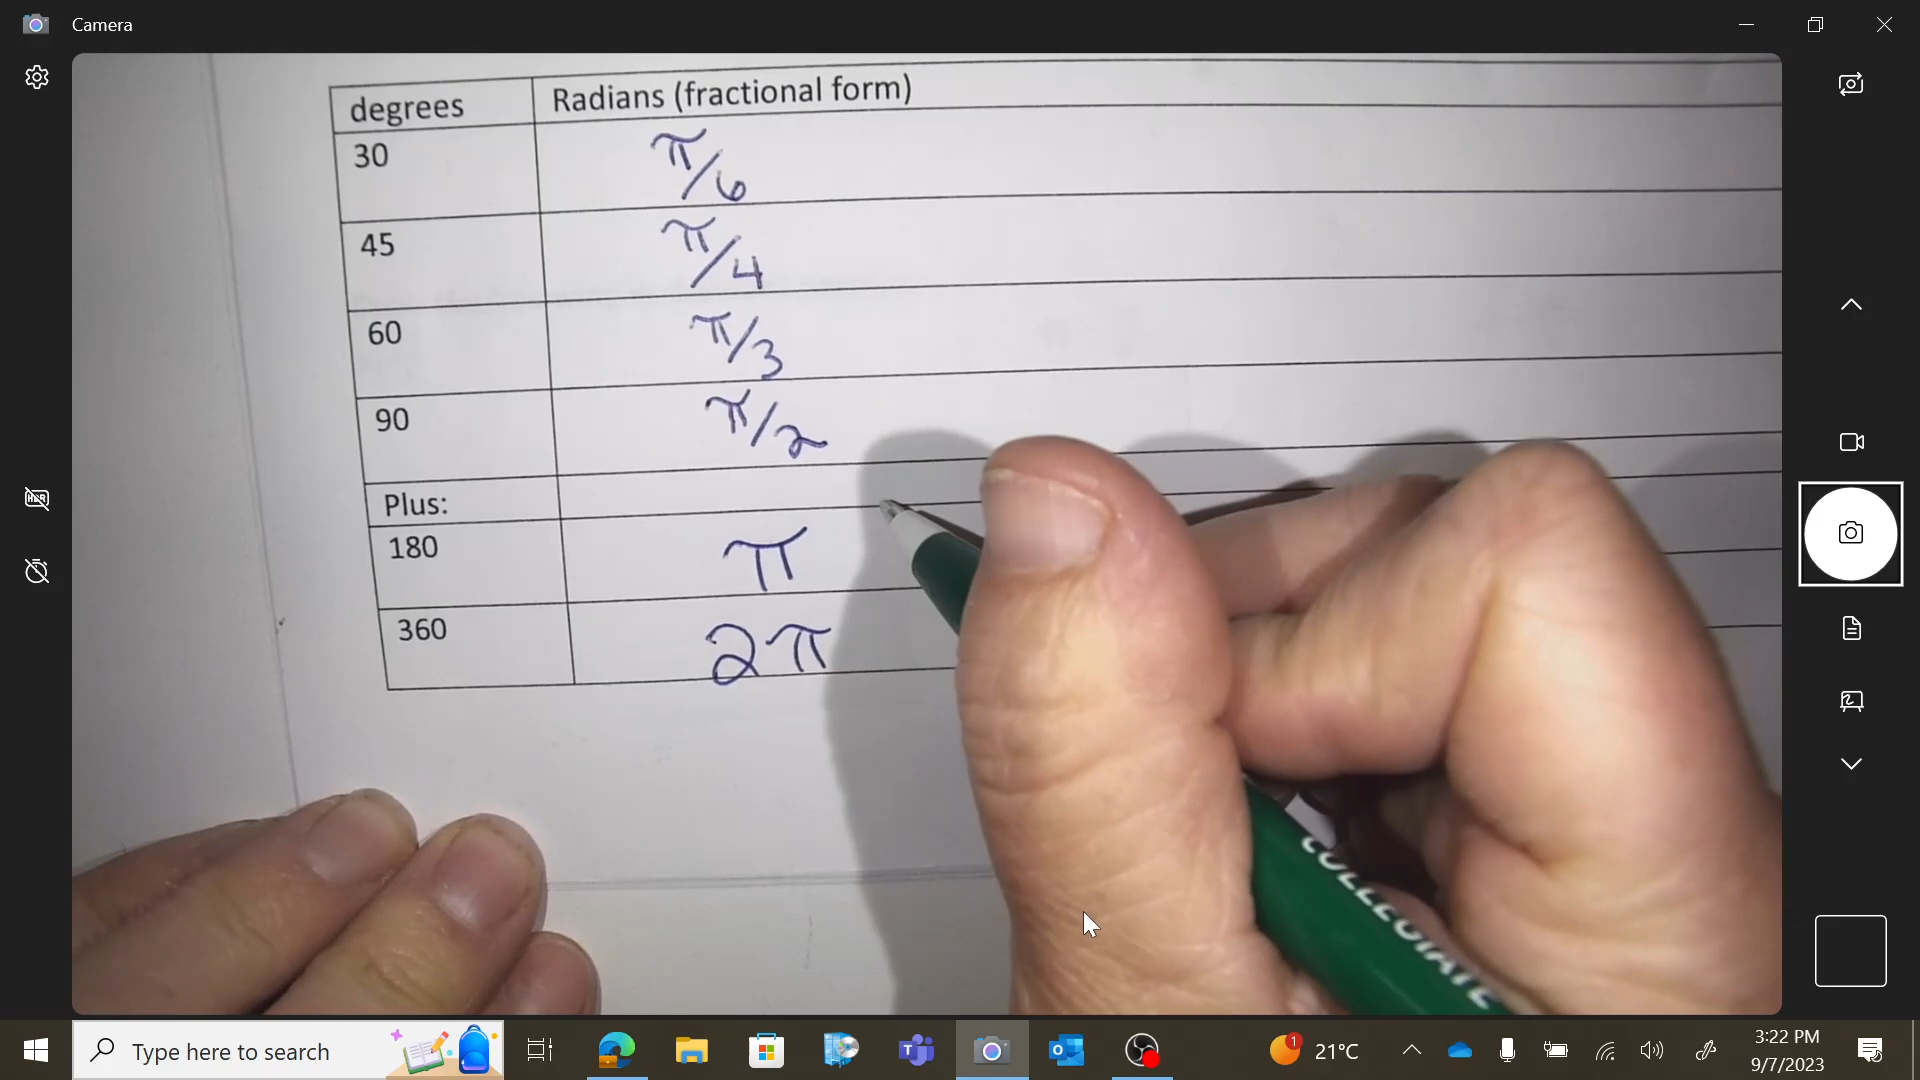 Camera
degrees Radians (fractional form)
30 π/6
45 π/4
60 π/3
90 π/2
Plus:
180 π
360 2π
COLLEGIATE
Type here to search
1 21°C
3:22 PM
9/7/2023